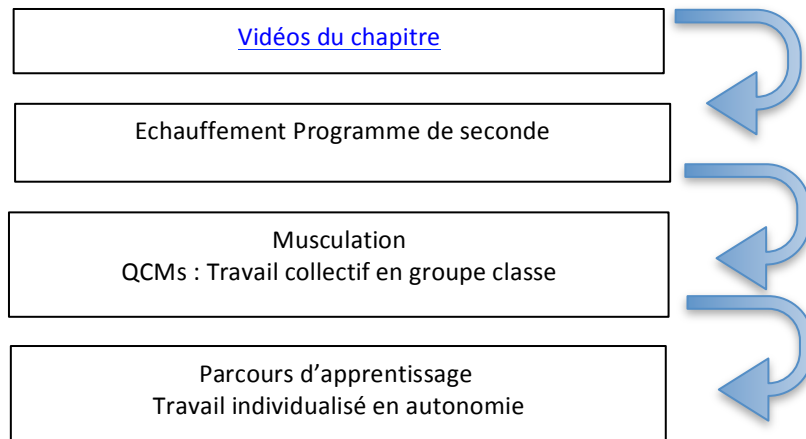 Vidéos du chapitre
Echauffement Programme de seconde
Musculation
QCMs : Travail collectif en groupe classe
Parcours d’apprentissage
Travail individualisé en autonomie